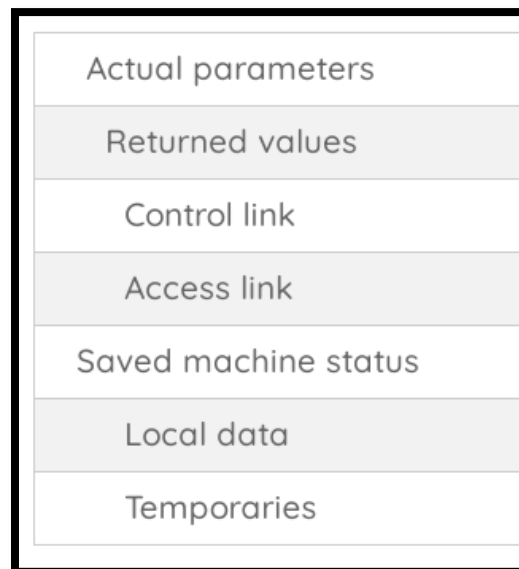 Actual parameters
Returned values
Control link
Access link
Saved machine status
Local data
Temporaries